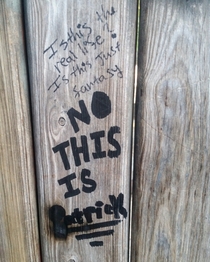 Is this the
real life?
Is this Just
fantasy
NO
THIS
IS
Patrick